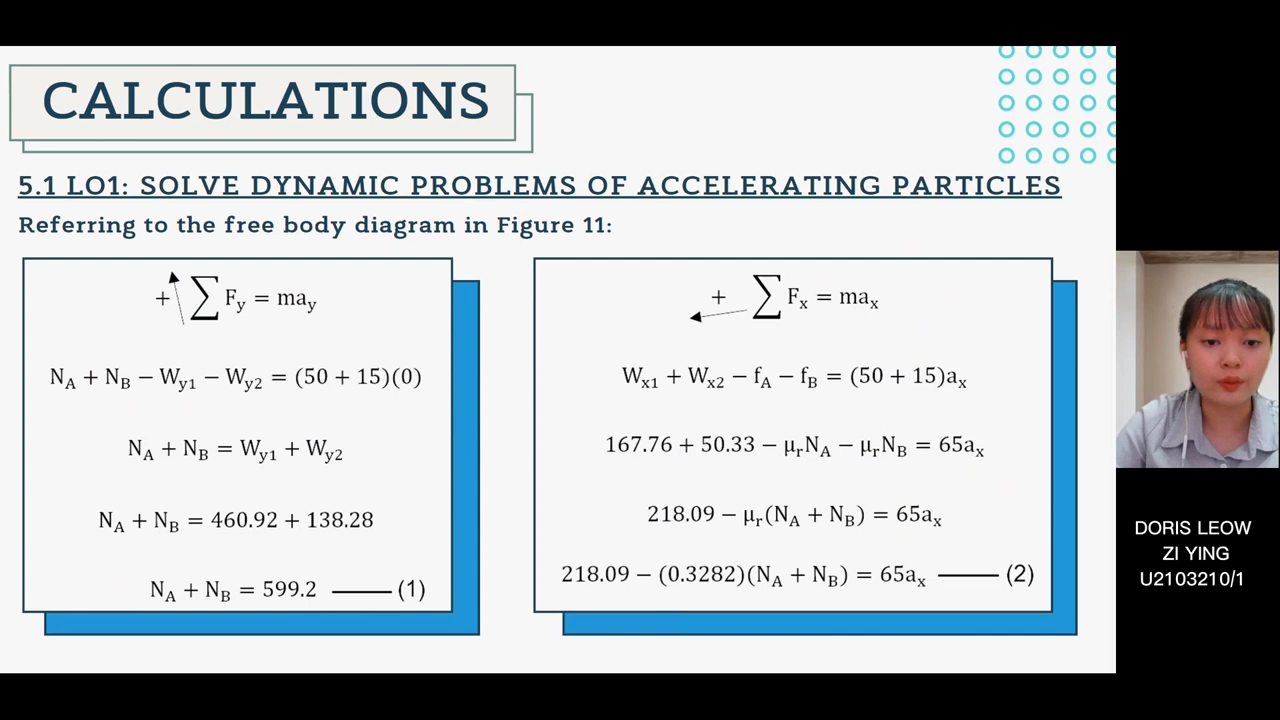 CALCULATIONS
5.1 LO1: SOLVE DYNAMIC PROBLEMS OF ACCELERATING PARTICLES
Referring to the free body diagram in Figure 11:
+ ∑ F_y = ma_y
N_A + N_B − W_y1 − W_y2 = (50 + 15)(0)
N_A + N_B = W_y1 + W_y2
N_A + N_B = 460.92 + 138.28
N_A + N_B = 599.2 —— (1)
+ ∑ F_x = ma_x
W_x1 + W_x2 − f_A − f_B = (50 + 15)a_x
167.76 + 50.33 − μ_r N_A − μ_r N_B = 65a_x
218.09 − μ_r(N_A + N_B) = 65a_x
218.09 − (0.3282)(N_A + N_B) = 65a_x —— (2)
DORIS LEOW
ZI YING
U2103210/1